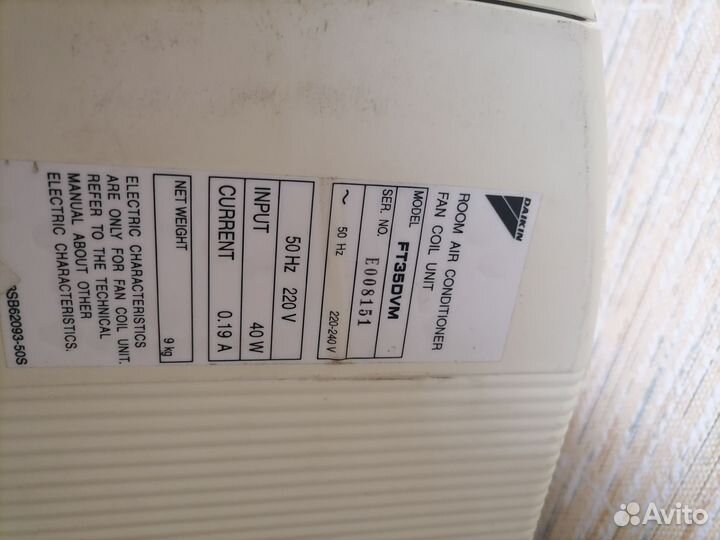 DAIKIN
ROOM AIR CONDITIONER
FAN COIL UNIT
MODEL FT35DVM
SER. NO. E008151
~ 50 Hz 220-240 V
50 Hz 220 V
INPUT 40 W
CURRENT 0.19 A
NET WEIGHT 9 kg
ELECTRIC CHARACTERISTICS
ARE ONLY FOR FAN COIL UNIT.
REFER TO THE TECHNICAL
MANUAL ABOUT OTHER
ELECTRIC CHARACTERISTICS.
3SB62093-50S
Avito